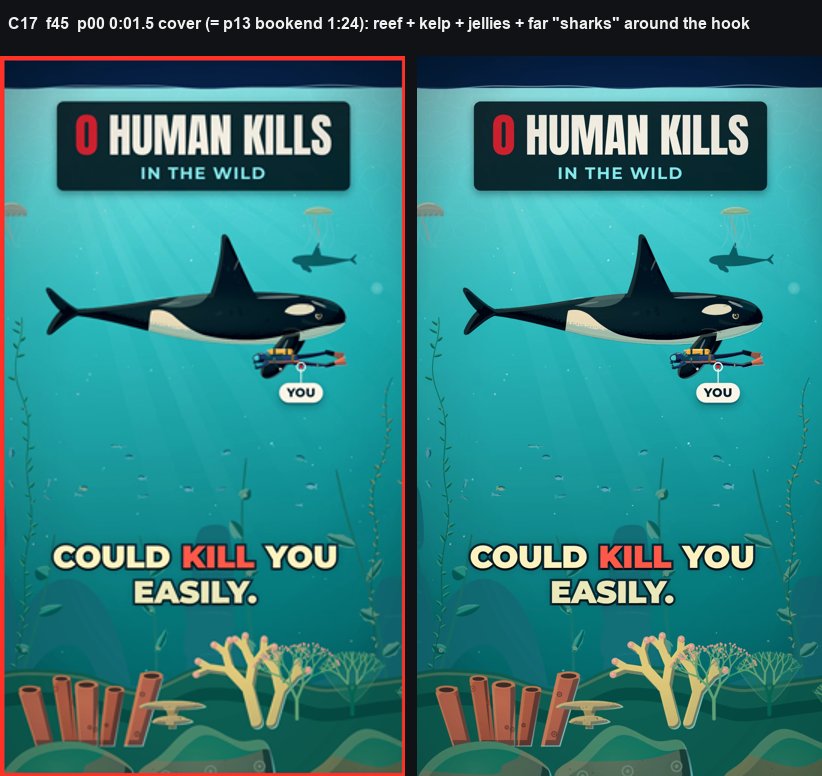 C17 f45 p00 0:01.5 cover (= p13 bookend 1:24): reef + kelp + jellies + far "sharks" around the hook
0 HUMAN KILLS
IN THE WILD
YOU
COULD KILL YOU
EASILY.
0 HUMAN KILLS
IN THE WILD
YOU
COULD KILL YOU
EASILY.